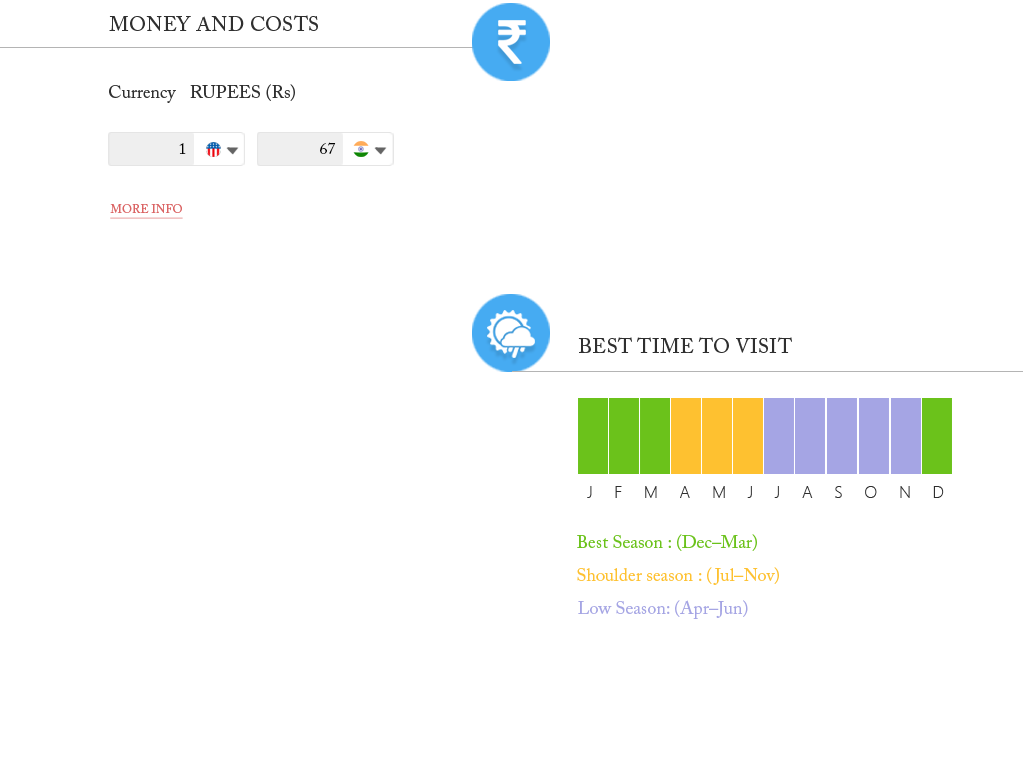 MONEY AND COSTS
₹
Currency RUPEES (Rs)
1 67
MORE INFO
BEST TIME TO VISIT
J F M A M J J A S O N D
Best Season : (Dec–Mar)
Shoulder season : (Jul–Nov)
Low Season: (Apr–Jun)